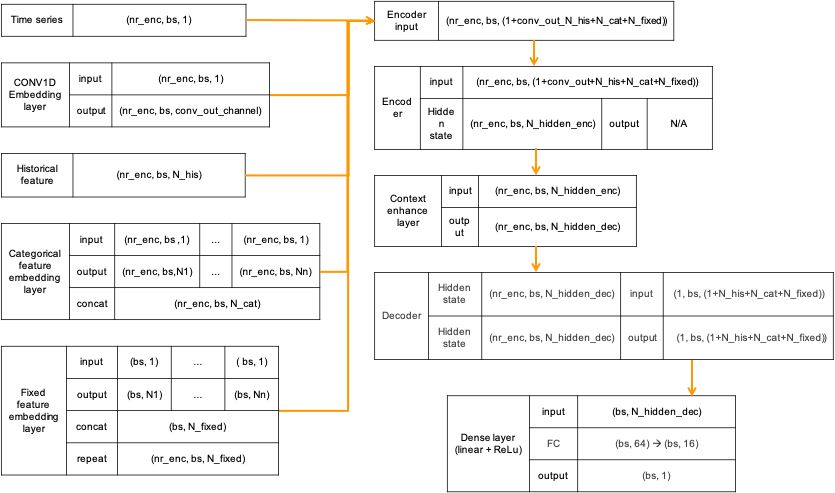 Time series
(nr_enc, bs, 1)
CONV1D
Embedding
layer
input
(nr_enc, bs, 1)
output
(nr_enc, bs, conv_out_channel)
Historical
feature
(nr_enc, bs, N_his)
Categorical
feature
embedding
layer
input
(nr_enc, bs ,1)
...
(nr_enc, bs, 1)
output
(nr_enc, bs,N1)
...
(nr_enc, bs, Nn)
concat
(nr_enc, bs, N_cat)
Fixed
feature
embedding
layer
input
(bs, 1)
...
( bs, 1)
output
(bs, N1)
...
(bs, Nn)
concat
(bs, N_fixed)
repeat
(nr_enc, bs, N_fixed)
Encoder
input
(nr_enc, bs, (1+conv_out_N_his+N_cat+N_fixed))
Encod
er
input
(nr_enc, bs, (1+conv_out+N_his+N_cat+N_fixed))
Hidde
n
state
(nr_enc, bs, N_hidden_enc)
output
N/A
Context
enhance
layer
input
(nr_enc, bs, N_hidden_enc)
outp
ut
(nr_enc, bs, N_hidden_dec)
Decoder
Hidden
state
(nr_enc, bs, N_hidden_dec)
input
(1, bs, (1+N_his+N_cat+N_fixed))
Hidden
state
(nr_enc, bs, N_hidden_dec)
output
(1, bs, (1+N_his+N_cat+N_fixed))
Dense layer
(linear + ReLu)
input
(bs, N_hidden_dec)
FC
(bs, 64) → (bs, 16)
output
(bs, 1)